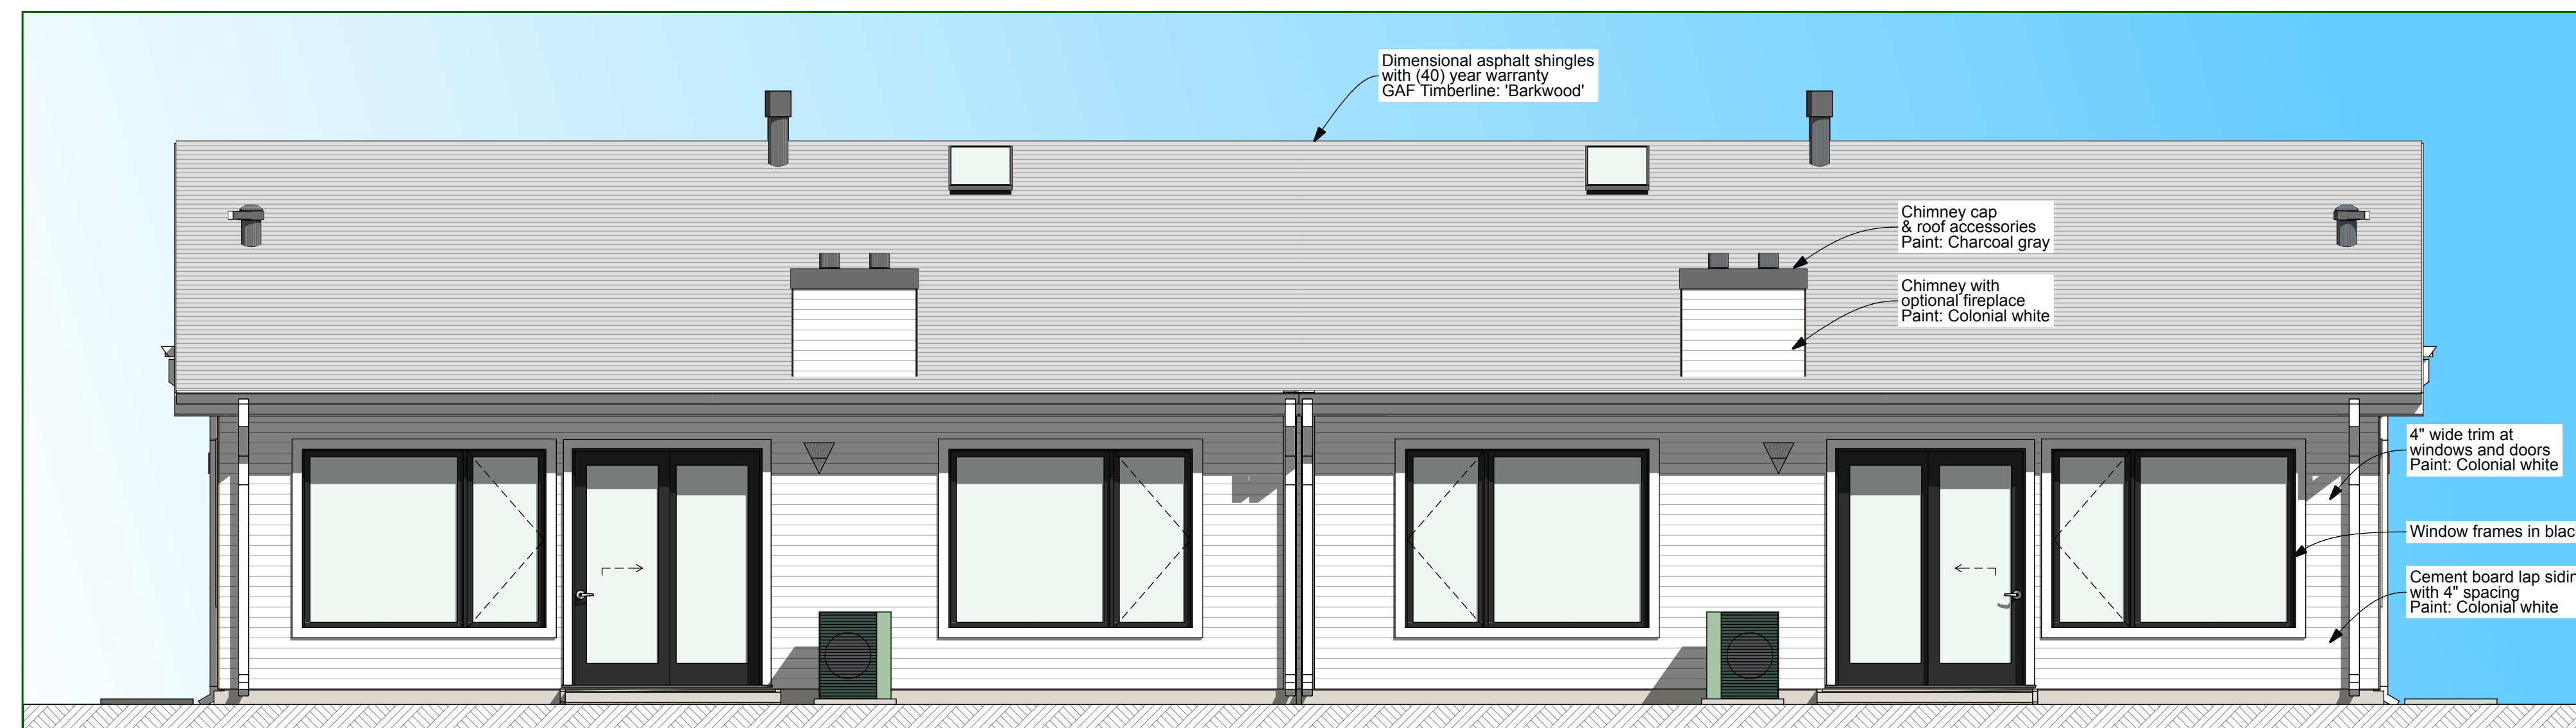 Dimensional asphalt shingles
with (40) year warranty
GAF Timberline: 'Barkwood'
Chimney cap
& roof accessories
Paint: Charcoal gray
Chimney with
optional fireplace
Paint: Colonial white
4" wide trim at
windows and doors
Paint: Colonial white
Window frames in blac
Cement board lap sidin
with 4" spacing
Paint: Colonial white